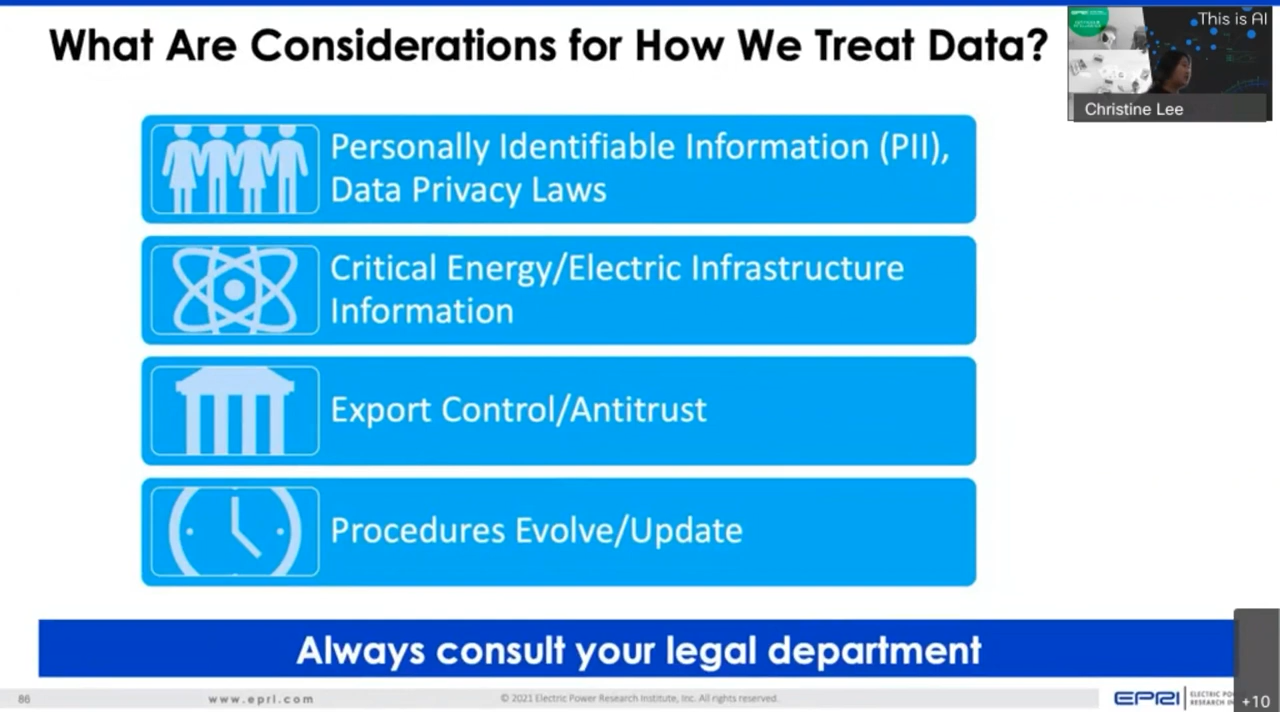 What Are Considerations for How We Treat Data?
This is AI
Christine Lee
Personally Identifiable Information (PII),
Data Privacy Laws
Critical Energy/Electric Infrastructure
Information
Export Control/Antitrust
Procedures Evolve/Update
Always consult your legal department
86
www.epri.com
© 2021 Electric Power Research Institute, Inc. All rights reserved.
EPRI
ELECTRIC
RESEARCH
+10